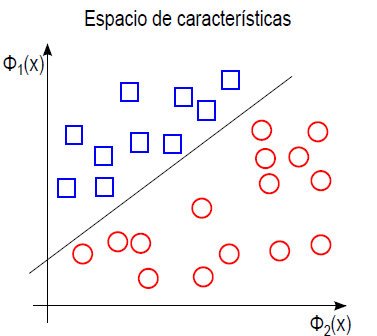 Espacio de características
Φ₁(x)
Φ₂(x)